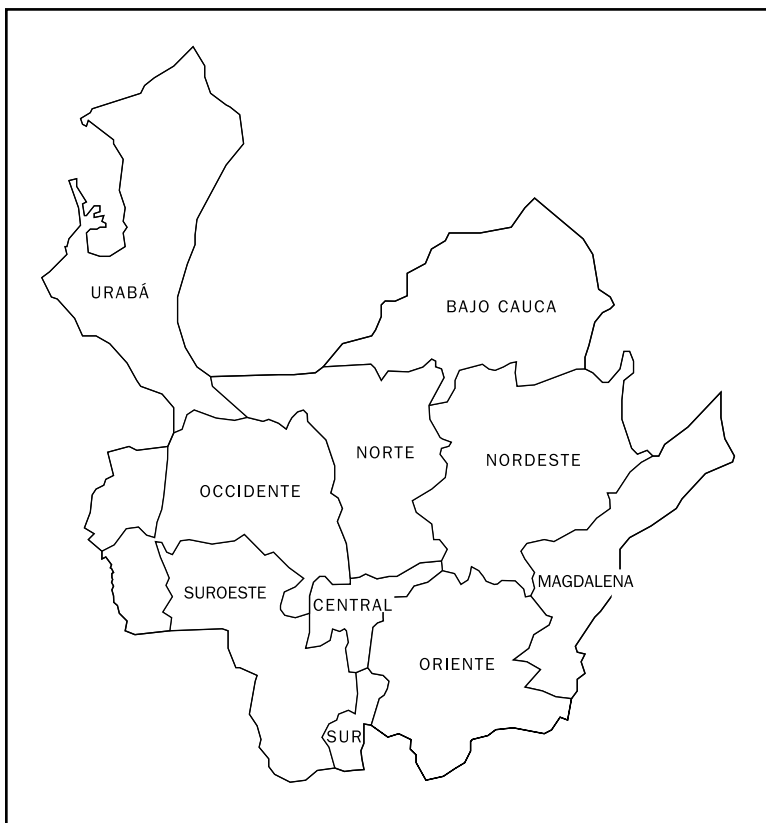 URABÁ
BAJO CAUCA
NORTE
NORDESTE
OCCIDENTE
MAGDALENA
SUROESTE
CENTRAL
ORIENTE
SUR